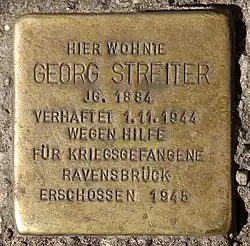 HIER WOHNTE
GEORG STREITER
JG. 1884
VERHAFTET 1.11.1944
WEGEN HILFE
FÜR KRIEGSGEFANGENE
RAVENSBRÜCK
ERSCHOSSEN 1945